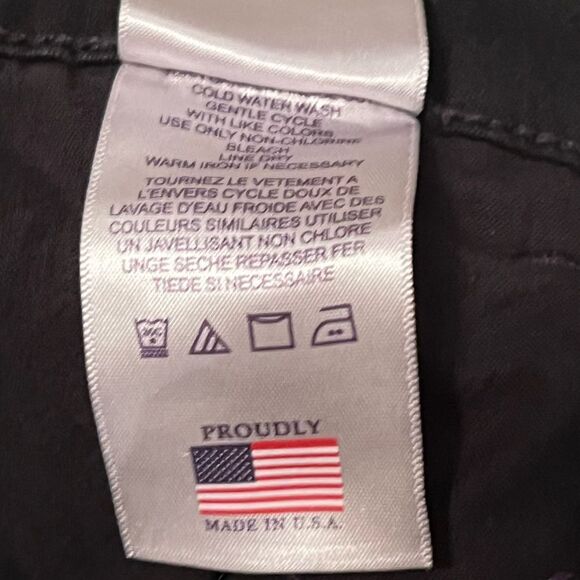 COLD WATER WASH
GENTLE CYCLE
WITH LIKE COLORS
USE ONLY NON-CHLORINE
BLEACH
LINE DRY
WARM IRON IF NECESSARY
TOURNEZ LE VETEMENT A
L'ENVERS CYCLE DOUX DE
LAVAGE D'EAU FROIDE AVEC DES
COULEURS SIMILAIRES UTILISER
UN JAVELLISANT NON CHLORE
UNGE SECHE REPASSER FER
TIEDE SI NECESSAIRE
PROUDLY
MADE IN U.S.A.